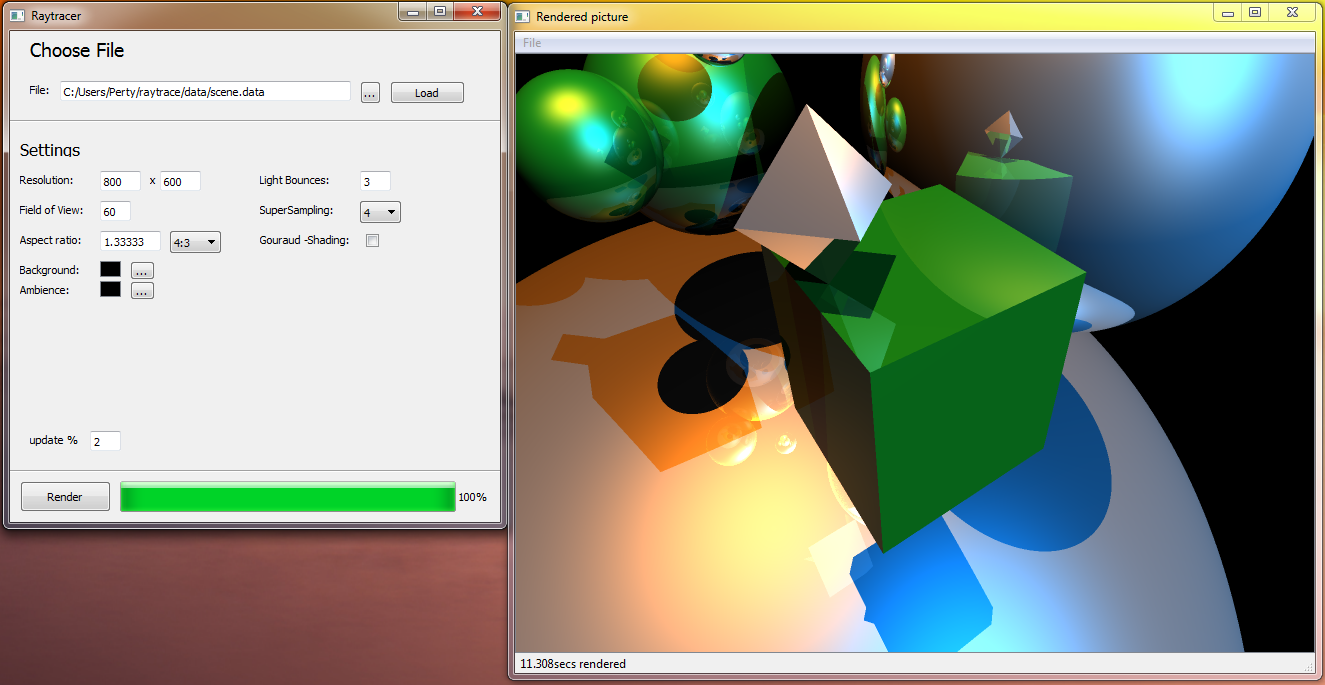 Raytracer
Choose File
File: C:/Users/Perty/raytrace/data/scene.data ... Load
Settings
Resolution: 800 x 600 Light Bounces: 3
Field of View: 60 SuperSampling: 4
Aspect ratio: 1.33333 4:3 Gouraud -Shading:
Background: ...
Ambience: ...
update % 2
Render 100%
Rendered picture
File
11.308secs rendered